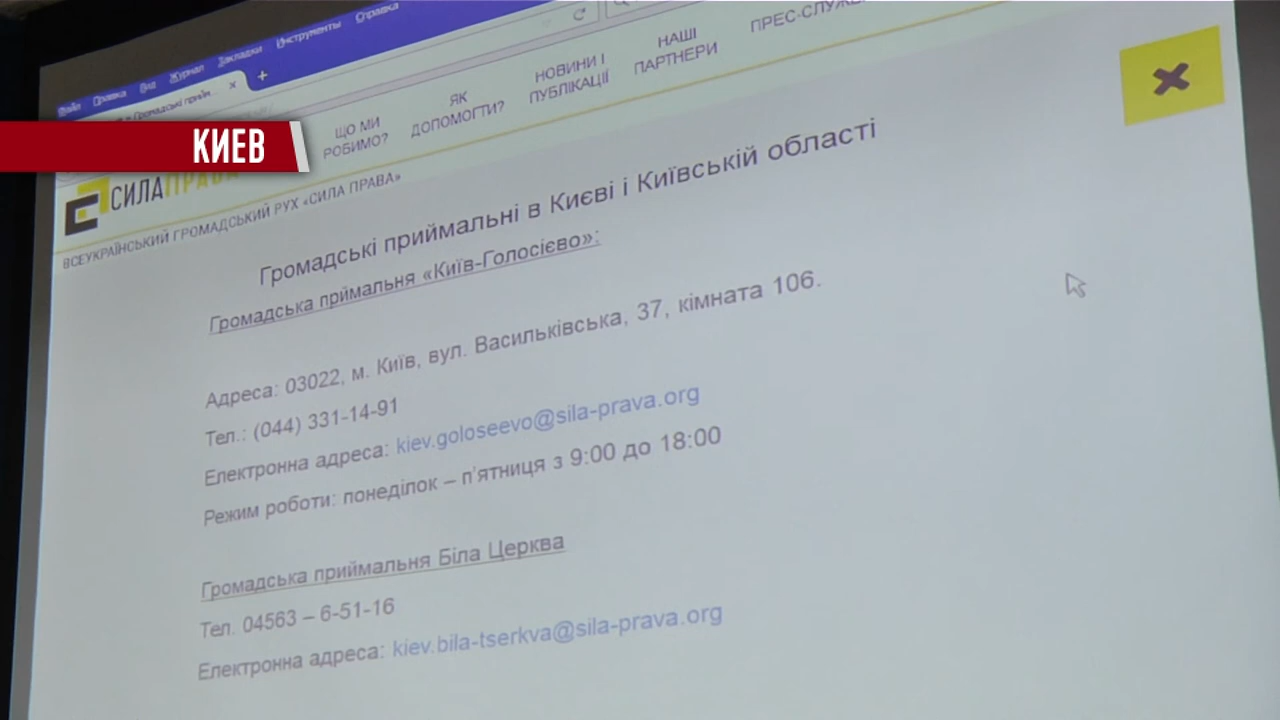 Файл Правка Вид Журнал Закладки Инструменты Справка
Громадські прийм...
КИЕВ
ЩО МИ
РОБИМО?
ЯК
ДОПОМОГТИ?
НОВИНИ І
ПУБЛІКАЦІЇ
НАШІ
ПАРТНЕРИ
СИЛА ПРАВА
ВСЕУКРАЇНСЬКИЙ ГРОМАДСЬКИЙ РУХ «СИЛА ПРАВА»
Громадські приймальні в Києві і Київській області
Громадська прймальня «Київ-Голосієво»:
Адреса: 03022, м. Київ, вул. Васильківська, 37, кімната 106.
Тел.: (044) 331-14-91
Електронна адреса: kiev.goloseevo@sila-prava.org
Режим роботи: понеділок – п'ятниця з 9:00 до 18:00
Громадська приймальня Біла Церква
Тел. 04563 – 6-51-16
Електронна адреса: kiev.bila-tserkva@sila-prava.org